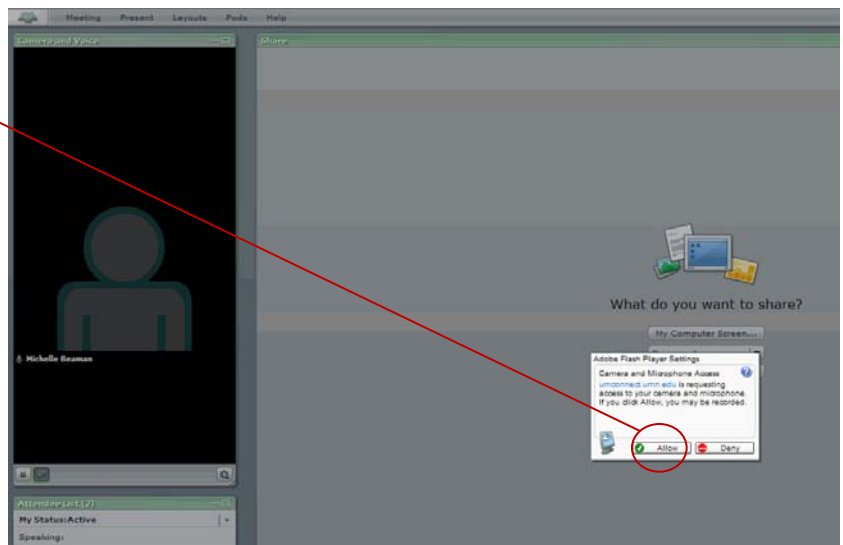 Meeting Present Layouts Pods Help
Camera and Voice
Share
What do you want to share?
My Computer Screen...
Michelle Beaman
Adobe Flash Player Settings
Camera and Microphone Access
umconnect.umn.edu is requesting
access to your camera and microphone.
If you click Allow, you may be recorded.
Allow Deny
Attendee List (2)
My Status:Active
Speaking: